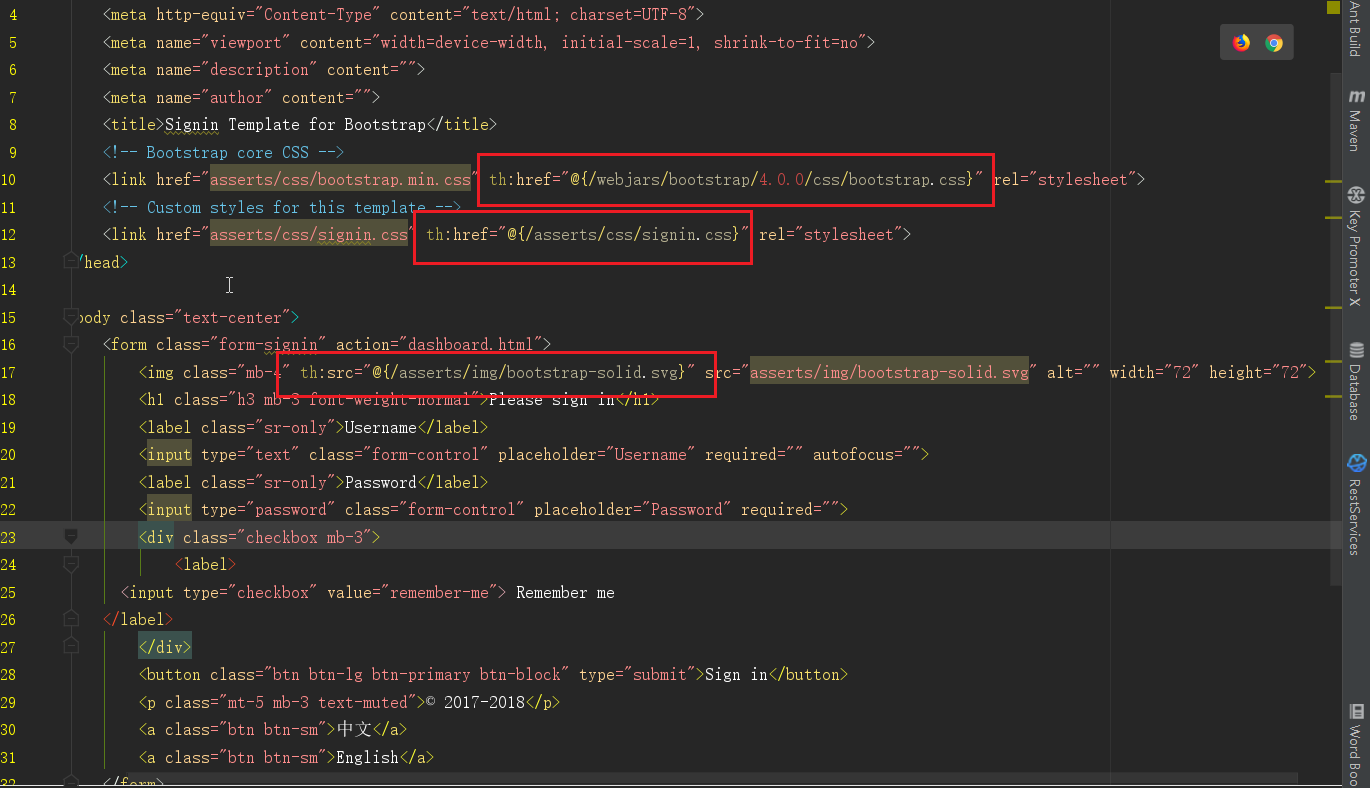 4 <meta http-equiv="Content-Type" content="text/html; charset=UTF-8">
5 <meta name="viewport" content="width=device-width, initial-scale=1, shrink-to-fit=no">
6 <meta name="description" content="">
7 <meta name="author" content="">
8 <title>Signin Template for Bootstrap</title>
9 <!-- Bootstrap core CSS -->
10 <link href="asserts/css/bootstrap.min.css" th:href="@{/webjars/bootstrap/4.0.0/css/bootstrap.css}" rel="stylesheet">
11 <!-- Custom styles for this template -->
12 <link href="asserts/css/signin.css" th:href="@{/asserts/css/signin.css}" rel="stylesheet">
13 /head>
14
15 body class="text-center">
16 <form class="form-signin" action="dashboard.html">
17 <img class="mb-4" th:src="@{/asserts/img/bootstrap-solid.svg}" src="asserts/img/bootstrap-solid.svg" alt="" width="72" height="72">
18 <h1 class="h3 mb-3 font-weight-normal">Please sign in</h1>
19 <label class="sr-only">Username</label>
20 <input type="text" class="form-control" placeholder="Username" required="" autofocus="">
21 <label class="sr-only">Password</label>
22 <input type="password" class="form-control" placeholder="Password" required="">
23 <div class="checkbox mb-3">
24 <label>
25 <input type="checkbox" value="remember-me"> Remember me
26 </label>
27 </div>
28 <button class="btn btn-lg btn-primary btn-block" type="submit">Sign in</button>
29 <p class="mt-5 mb-3 text-muted">© 2017-2018</p>
30 <a class="btn btn-sm">中文</a>
31 <a class="btn btn-sm">English</a>
32 </form>
Ant Build
m Maven
Key Promoter X
Database
RestServices
Word Boo